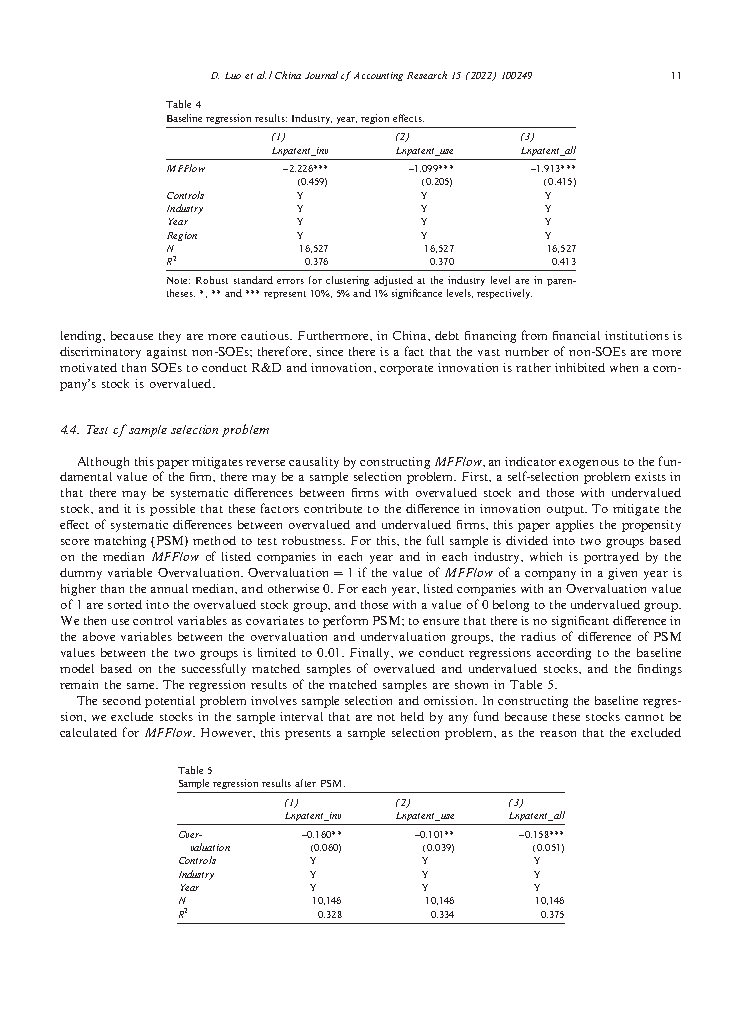 D. Luo et al. / China Journal of Accounting Research 15 (2022) 100249 11
Table 4
Baseline regression results: Industry, year, region effects.
(1) (2) (3)
Lnpatent_inv Lnpatent_use Lnpatent_all
MFFlow −2.226*** −1.099*** −1.913***
(0.459) (0.205) (0.415)
Controls Y Y Y
Industry Y Y Y
Year Y Y Y
Region Y Y Y
N 16,527 16,527 16,527
R² 0.376 0.370 0.413
Note: Robust standard errors for clustering adjusted at the industry level are in paren-
theses. *, ** and *** represent 10%, 5% and 1% significance levels, respectively.
lending, because they are more cautious. Furthermore, in China, debt financing from financial institutions is
discriminatory against non-SOEs; therefore, since there is a fact that the vast number of non-SOEs are more
motivated than SOEs to conduct R&D and innovation, corporate innovation is rather inhibited when a com-
pany's stock is overvalued.
4.4. Test of sample selection problem
Although this paper mitigates reverse causality by constructing MFFlow, an indicator exogenous to the fun-
damental value of the firm, there may be a sample selection problem. First, a self-selection problem exists in
that there may be systematic differences between firms with overvalued stock and those with undervalued
stock, and it is possible that these factors contribute to the difference in innovation output. To mitigate the
effect of systematic differences between overvalued and undervalued firms, this paper applies the propensity
score matching (PSM) method to test robustness. For this, the full sample is divided into two groups based
on the median MFFlow of listed companies in each year and in each industry, which is portrayed by the
dummy variable Overvaluation. Overvaluation = 1 if the value of MFFlow of a company in a given year is
higher than the annual median, and otherwise 0. For each year, listed companies with an Overvaluation value
of 1 are sorted into the overvalued stock group, and those with a value of 0 belong to the undervalued group.
We then use control variables as covariates to perform PSM; to ensure that there is no significant difference in
the above variables between the overvaluation and undervaluation groups, the radius of difference of PSM
values between the two groups is limited to 0.01. Finally, we conduct regressions according to the baseline
model based on the successfully matched samples of overvalued and undervalued stocks, and the findings
remain the same. The regression results of the matched samples are shown in Table 5.
The second potential problem involves sample selection and omission. In constructing the baseline regres-
sion, we exclude stocks in the sample interval that are not held by any fund because these stocks cannot be
calculated for MFFlow. However, this presents a sample selection problem, as the reason that the excluded
Table 5
Sample regression results after PSM.
(1) (2) (3)
Lnpatent_inv Lnpatent_use Lnpatent_all
Over- −0.160** −0.101** −0.158***
valuation (0.060) (0.039) (0.051)
Controls Y Y Y
Industry Y Y Y
Year Y Y Y
N 10,146 10,146 10,146
R² 0.328 0.334 0.375